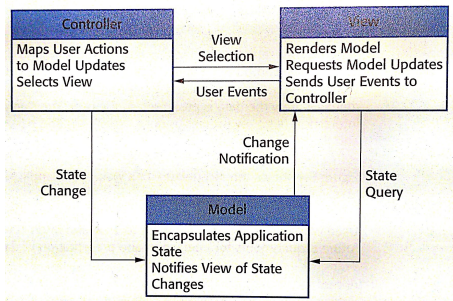 Controller
Maps User Actions
to Model Updates
Selects View
View
Selection
User Events
View
Renders Model
Requests Model Updates
Sends User Events to
Controller
State
Change
Change
Notification
State
Query
Model
Encapsulates Application
State
Notifies View of State
Changes